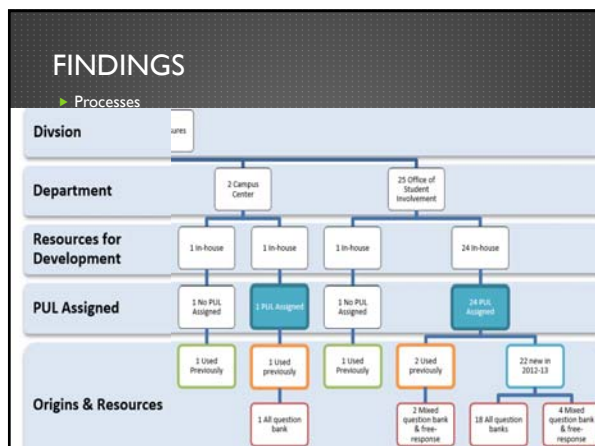 FINDINGS
Processes
Divsion
ures
Department
2 Campus
Center
25 Office of
Student
Involvement
Resources for
Development
1 In-house
1 In-house
1 In-house
24 In-house
PUL Assigned
1 No PUL
Assigned
1 PUL Assigned
1 No PUL
Assigned
24 PUL
Assigned
Origins & Resources
1 Used
Previously
1 Used
previously
1 Used
Previously
2 Used
previously
22 new in
2012-13
1 All question
bank
2 Mixed
question bank
& free-
response
18 All question
banks
4 Mixed
question bank
& free-
response